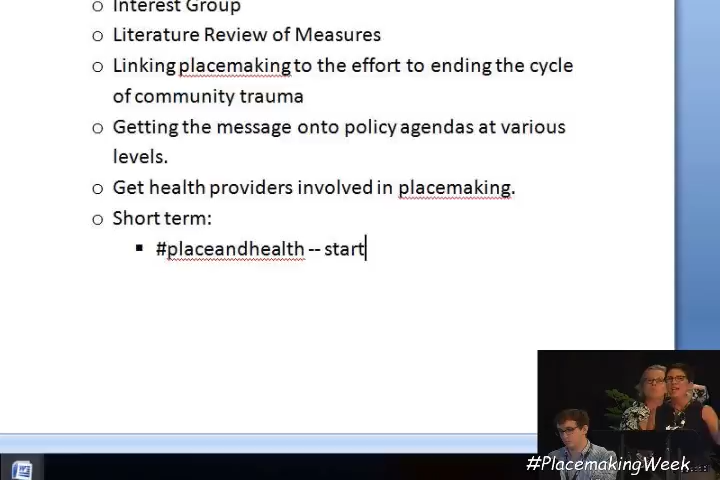 Interest Group
Literature Review of Measures
Linking placemaking to the effort to ending the cycle
of community trauma
Getting the message onto policy agendas at various
levels.
Get health providers involved in placemaking.
Short term:
#placeandhealth -- start
#PlacemakingWeek